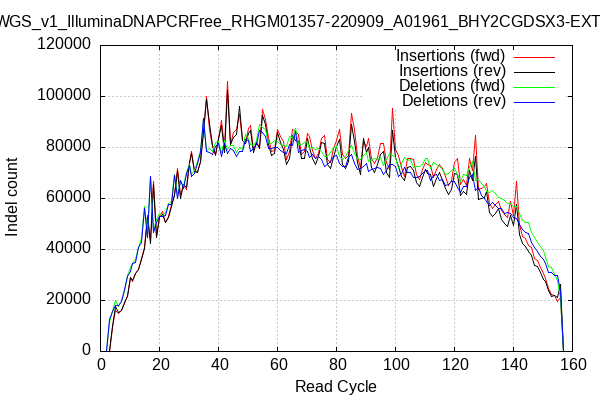 WGS_v1_IlluminaDNAPCRFree_RHGM01357-220909_A01961_BHY2CGDSX3-EXT
120000
100000
80000
60000
40000
20000
0
Indel count
Insertions (fwd)
Insertions (rev)
Deletions (fwd)
Deletions (rev)
0 20 40 60 80 100 120 140 160
Read Cycle